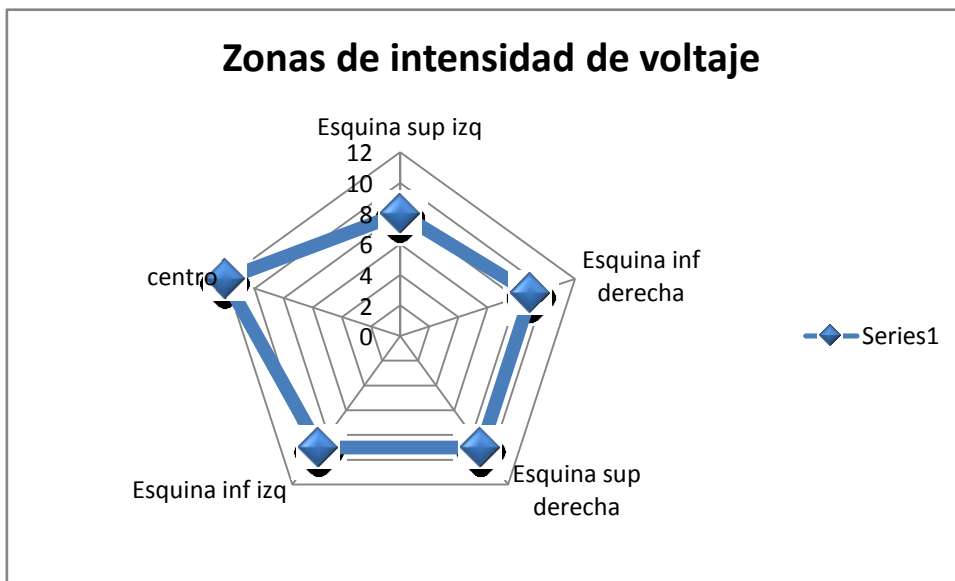 Zonas de intensidad de voltaje
Esquina sup izq
12
10
8
6
4
2
0
Esquina inf
derecha
centro
Series1
Esquina sup
derecha
Esquina inf izq